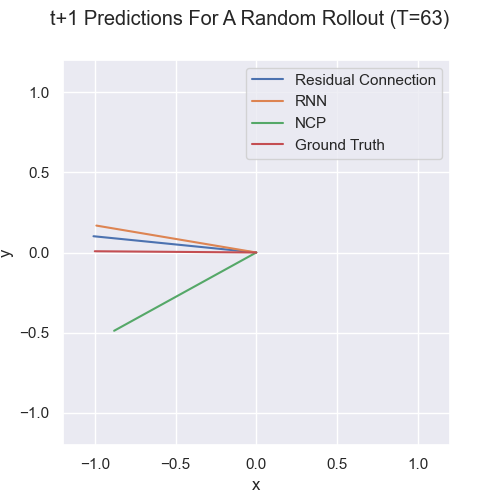 t+1 Predictions For A Random Rollout (T=63)
Residual Connection
RNN
NCP
Ground Truth
1.0
0.5
0.0
−0.5
−1.0
y
−1.0 −0.5 0.0 0.5 1.0
x